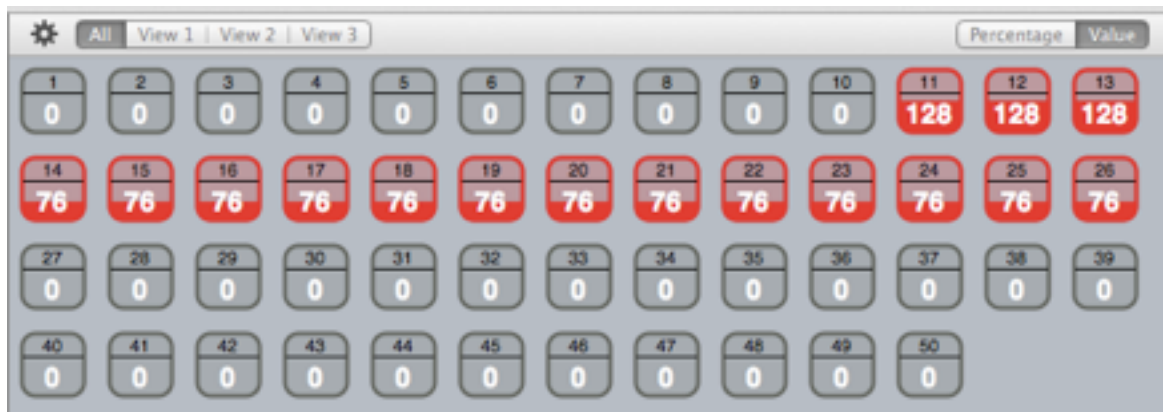 All View 1 | View 2 | View 3 Percentage Value
1 2 3 4 5 6 7 8 9 10 11 12 13
0 0 0 0 0 0 0 0 0 0 128 128 128
14 15 16 17 18 19 20 21 22 23 24 25 26
76 76 76 76 76 76 76 76 76 76 76 76 76
27 28 29 30 31 32 33 34 35 36 37 38 39
0 0 0 0 0 0 0 0 0 0 0 0 0
40 41 42 43 44 45 46 47 48 49 50
0 0 0 0 0 0 0 0 0 0 0